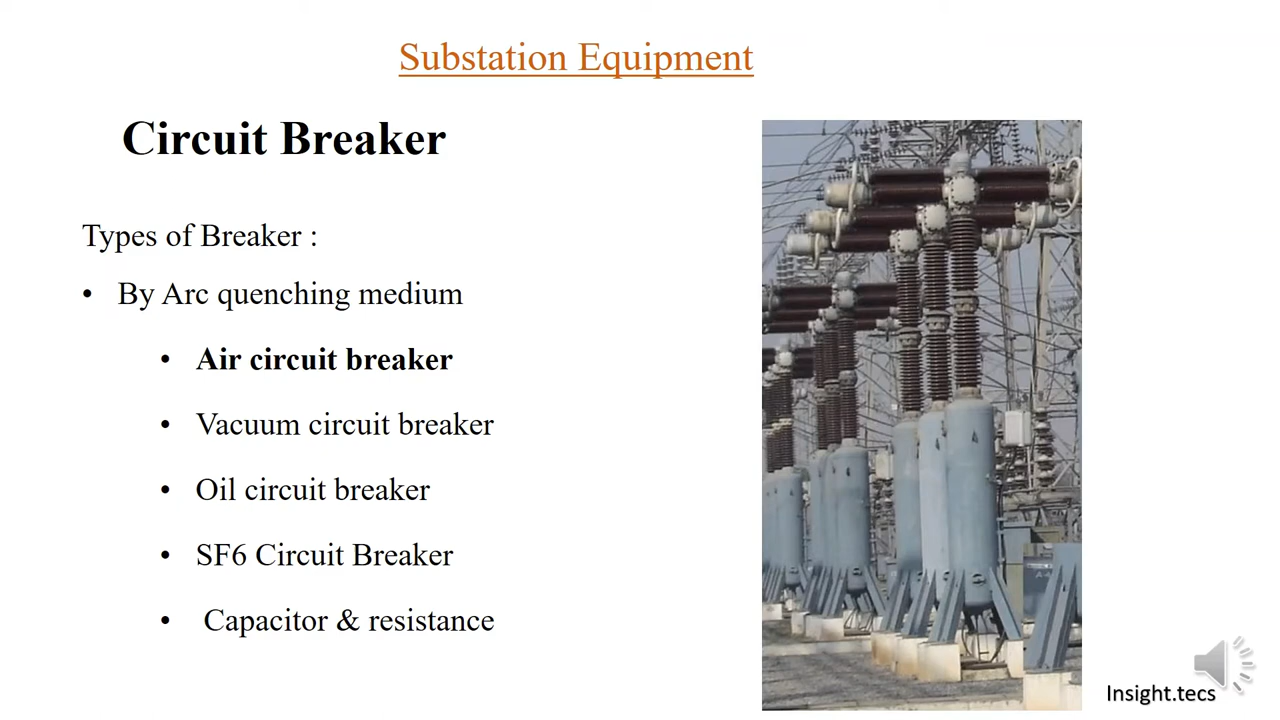 Substation Equipment
Circuit Breaker
Types of Breaker :
• By Arc quenching medium
• Air circuit breaker
• Vacuum circuit breaker
• Oil circuit breaker
• SF6 Circuit Breaker
• Capacitor & resistance
Insight.tecs